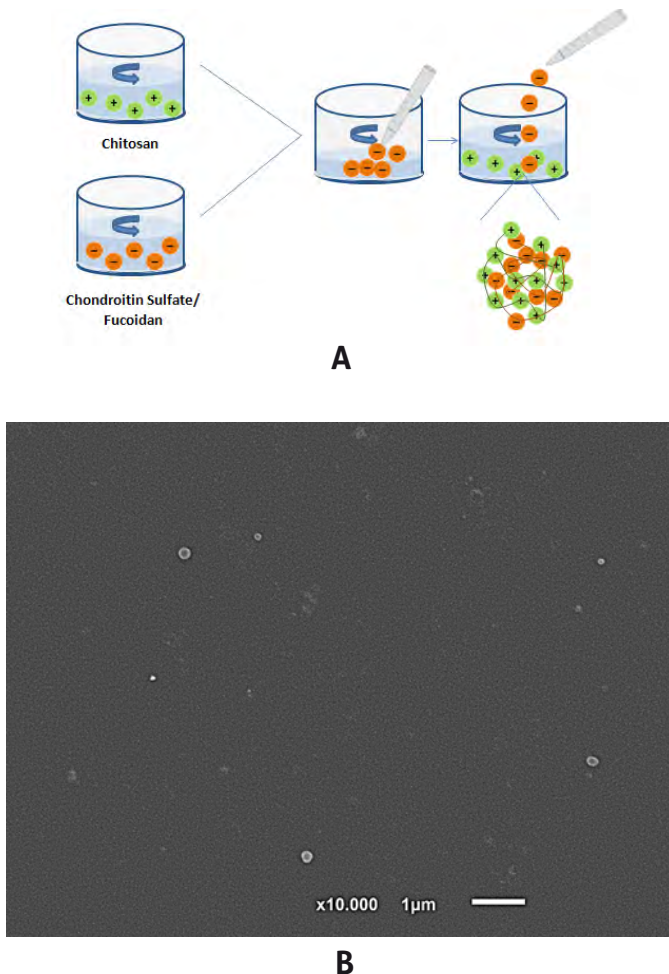 Chitosan
Chondroitin Sulfate/
Fucoidan
A
x10.000 1µm
B